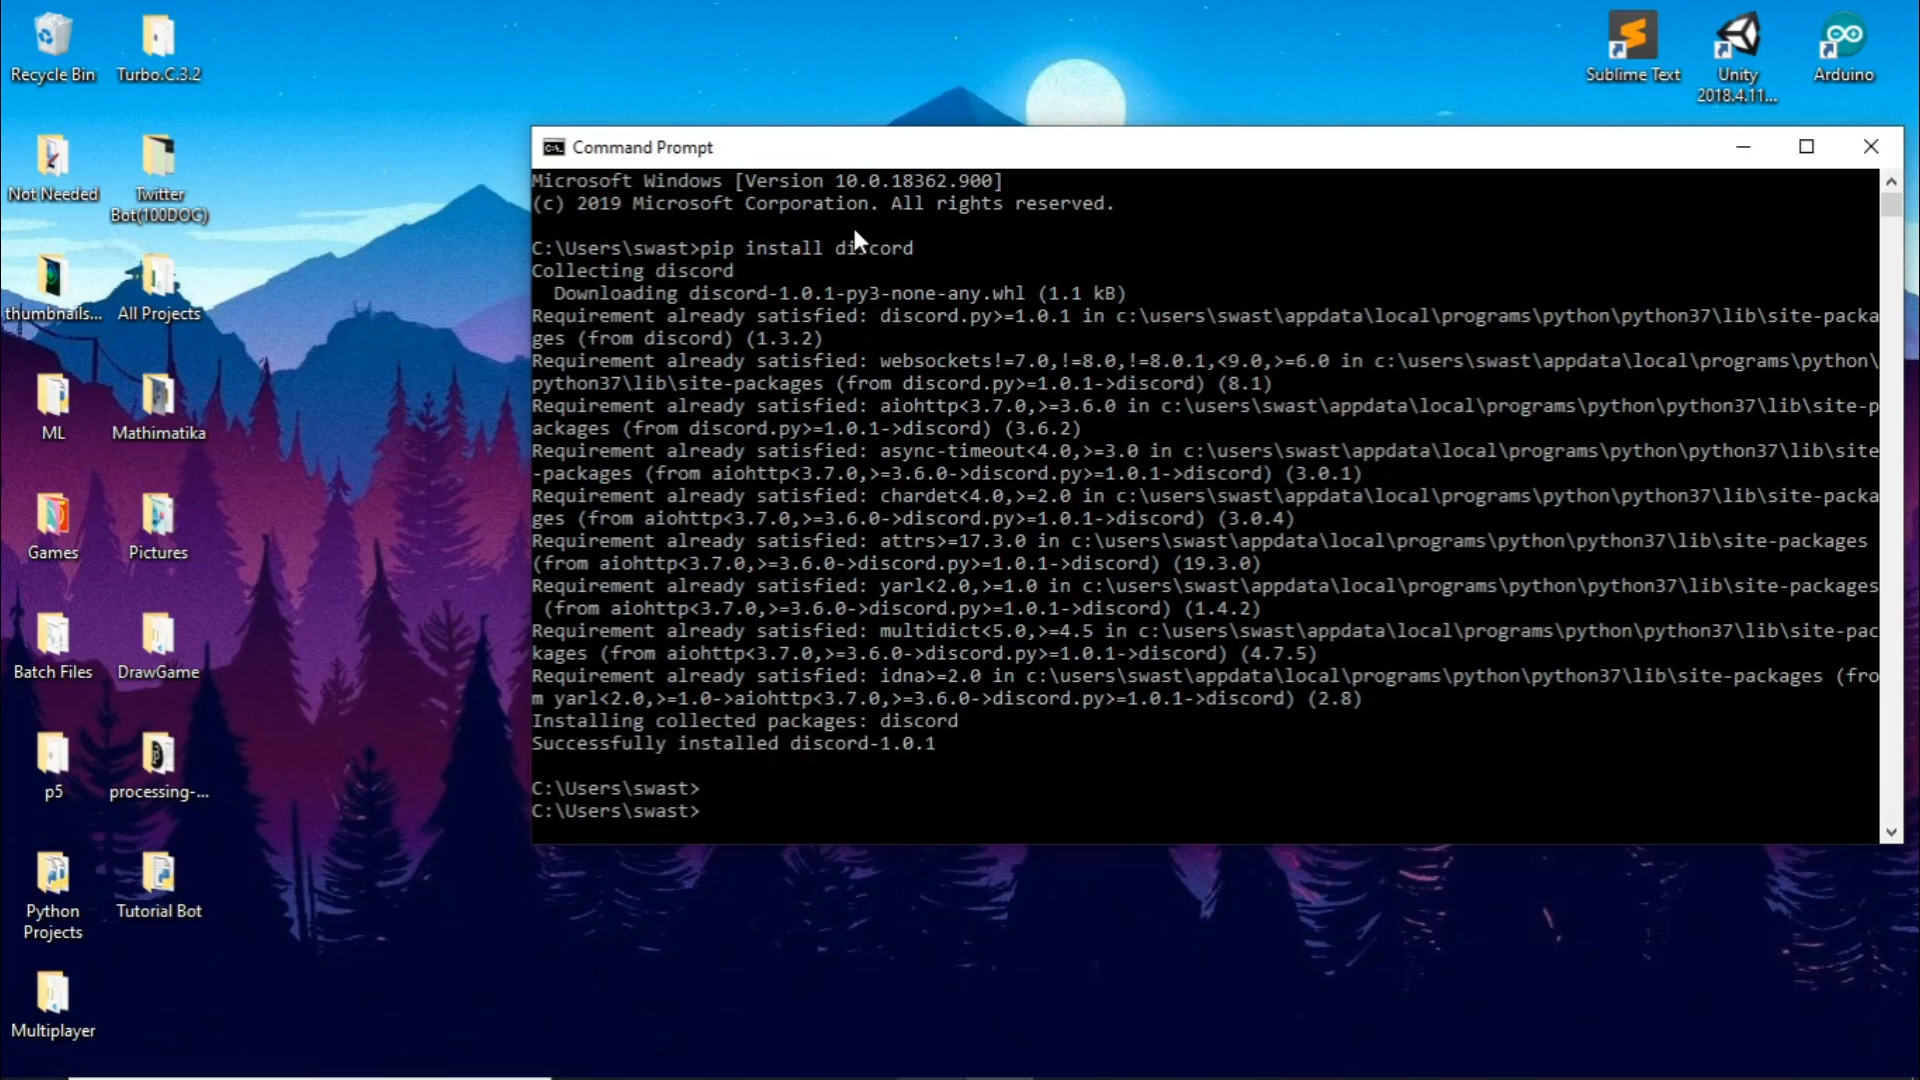 Recycle Bin
Turbo.C.3.2
Not Needed
Twitter
Bot(100DOC)
thumbnails...
All Projects
ML
Mathimatika
Games
Pictures
Batch Files
DrawGame
p5
processing-...
Python
Projects
Tutorial Bot
Multiplayer
Sublime Text
Unity
2018.4.11...
Arduino
Command Prompt
Microsoft Windows [Version 10.0.18362.900]
(c) 2019 Microsoft Corporation. All rights reserved.
C:\Users\swast>pip install discord
Collecting discord
Downloading discord-1.0.1-py3-none-any.whl (1.1 kB)
Requirement already satisfied: discord.py>=1.0.1 in c:\users\swast\appdata\local\programs\python\python37\lib\site-packa
ges (from discord) (1.3.2)
Requirement already satisfied: websockets!=7.0,!=8.0,!=8.0.1,<9.0,>=6.0 in c:\users\swast\appdata\local\programs\python\
python37\lib\site-packages (from discord.py>=1.0.1->discord) (8.1)
Requirement already satisfied: aiohttp<3.7.0,>=3.6.0 in c:\users\swast\appdata\local\programs\python\python37\lib\site-p
ackages (from discord.py>=1.0.1->discord) (3.6.2)
Requirement already satisfied: async-timeout<4.0,>=3.0 in c:\users\swast\appdata\local\programs\python\python37\lib\site
-packages (from aiohttp<3.7.0,>=3.6.0->discord.py>=1.0.1->discord) (3.0.1)
Requirement already satisfied: chardet<4.0,>=2.0 in c:\users\swast\appdata\local\programs\python\python37\lib\site-packa
ges (from aiohttp<3.7.0,>=3.6.0->discord.py>=1.0.1->discord) (3.0.4)
Requirement already satisfied: attrs>=17.3.0 in c:\users\swast\appdata\local\programs\python\python37\lib\site-packages
(from aiohttp<3.7.0,>=3.6.0->discord.py>=1.0.1->discord) (19.3.0)
Requirement already satisfied: yarl<2.0,>=1.0 in c:\users\swast\appdata\local\programs\python\python37\lib\site-packages
(from aiohttp<3.7.0,>=3.6.0->discord.py>=1.0.1->discord) (1.4.2)
Requirement already satisfied: multidict<5.0,>=4.5 in c:\users\swast\appdata\local\programs\python\python37\lib\site-pac
kages (from aiohttp<3.7.0,>=3.6.0->discord.py>=1.0.1->discord) (4.7.5)
Requirement already satisfied: idna>=2.0 in c:\users\swast\appdata\local\programs\python\python37\lib\site-packages (fro
m yarl<2.0,>=1.0->aiohttp<3.7.0,>=3.6.0->discord.py>=1.0.1->discord) (2.8)
Installing collected packages: discord
Successfully installed discord-1.0.1
C:\Users\swast>
C:\Users\swast>